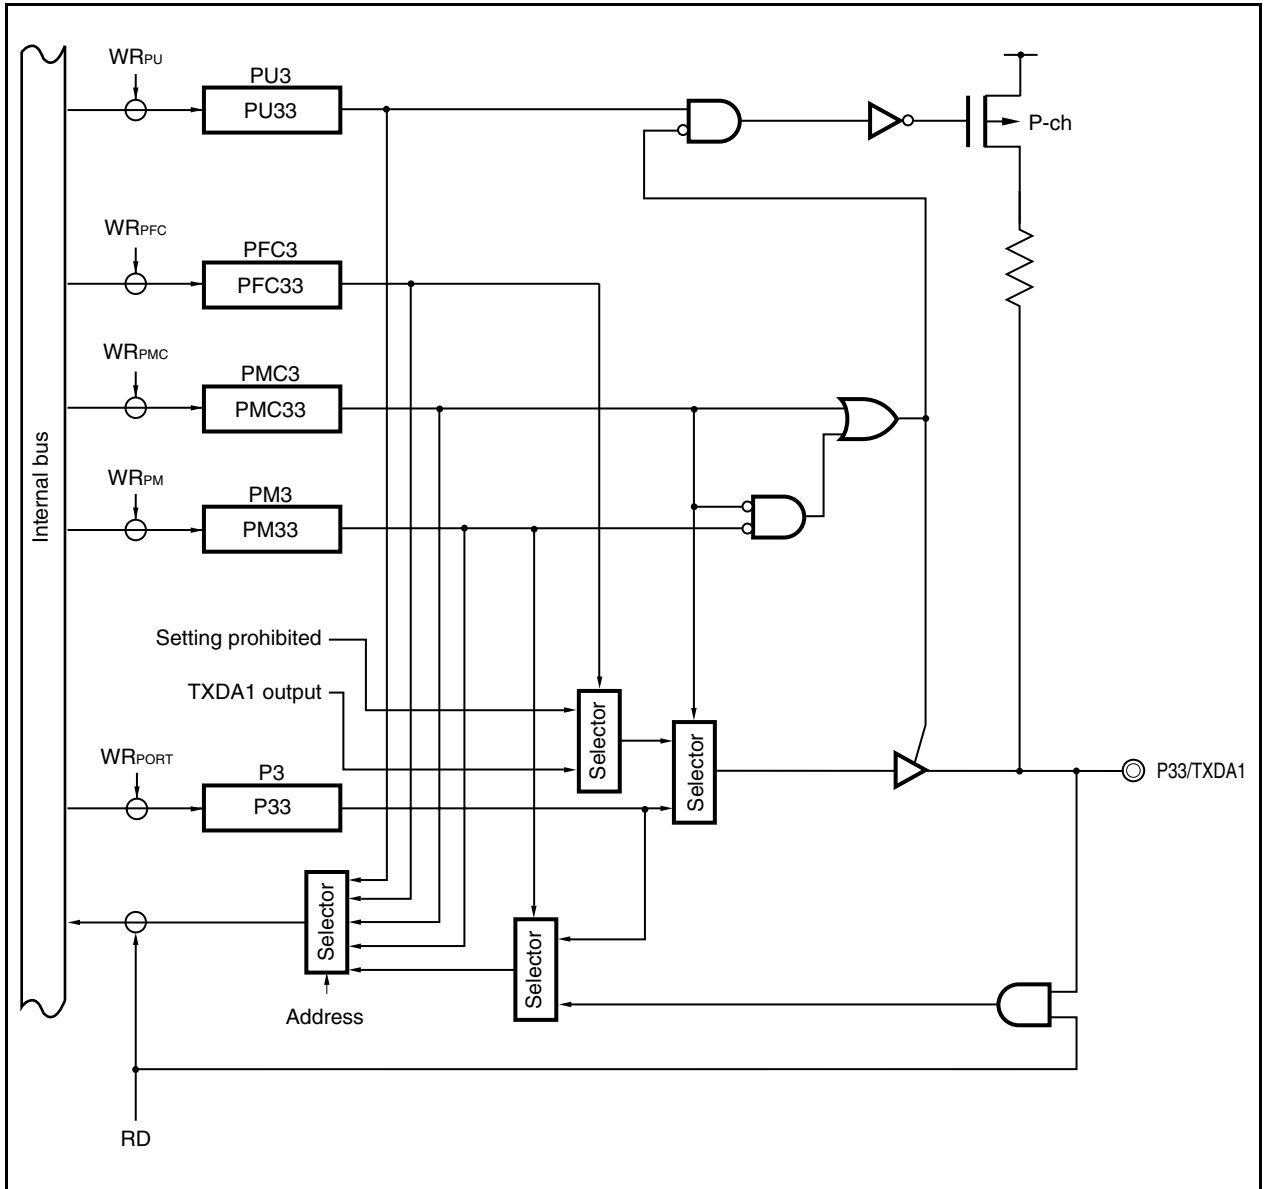 WRPU
PU3
PU33
P-ch
WRPFC
PFC3
PFC33
WRPMC
PMC3
PMC33
Internal bus
WRPM
PM3
PM33
Setting prohibited
TXDA1 output
Selector
Selector
WRPORT
P3
P33
P33/TXDA1
Selector
Selector
Address
RD